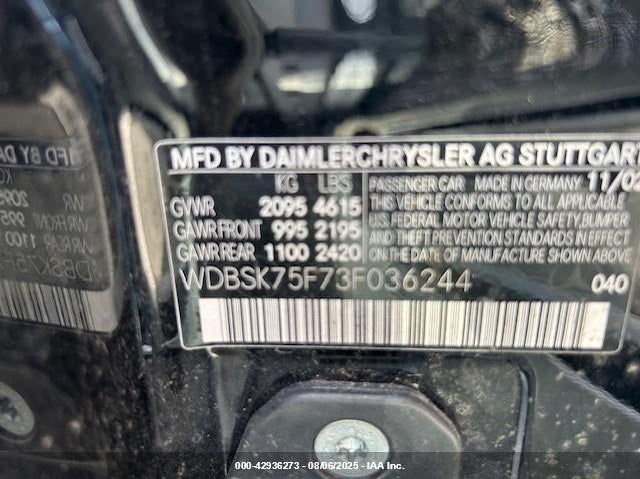 MFD BY DAIMLERCHRYSLER AG STUTTGART
KG LBS
PASSENGER CAR MADE IN GERMANY 11/02
GVWR 2095 4615
THIS VEHICLE CONFORMS TO ALL APPLICABLE
GAWR FRONT 995 2195
U.S. FEDERAL MOTOR VEHICLE SAFETY, BUMPER
GAWR REAR 1100 2420
AND THEFT PREVENTION STANDARDS IN EFFECT
ON THE DATE OF MANUFACTURE SHOWN ABOVE.
WDBSK75F73F036244
040
000-42936273 - 08/06/2025 - IAA Inc.